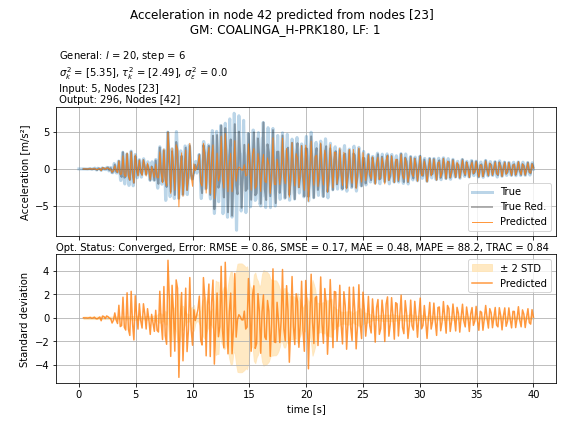 Acceleration in node 42 predicted from nodes [23]
GM: COALINGA_H-PRK180, LF: 1
General: l = 20, step = 6
σ²ₖ = [5.35], τ²ₖ = [2.49], σ²ε = 0.0
Input: 5, Nodes [23]
Output: 296, Nodes [42]
Acceleration [m/s²]
5
0
−5
True
True Red.
Predicted
Opt. Status: Converged, Error: RMSE = 0.86, SMSE = 0.17, MAE = 0.48, MAPE = 88.2, TRAC = 0.84
Standard deviation
4
2
0
−2
−4
± 2 STD
Predicted
0 5 10 15 20 25 30 35 40
time [s]